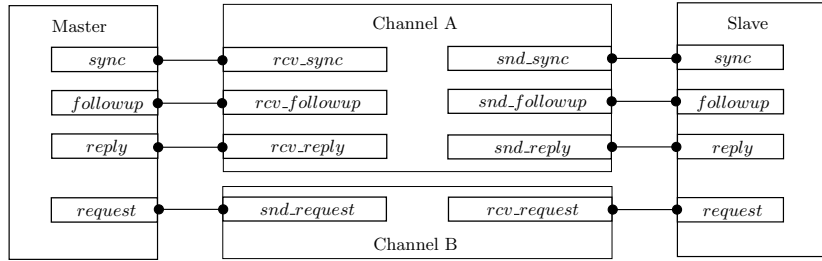 Master
Channel A
Slave
sync
rcv_sync
snd_sync
sync
followup
rcv_followup
snd_followup
followup
reply
rcv_reply
snd_reply
reply
request
snd_request
rcv_request
request
Channel B